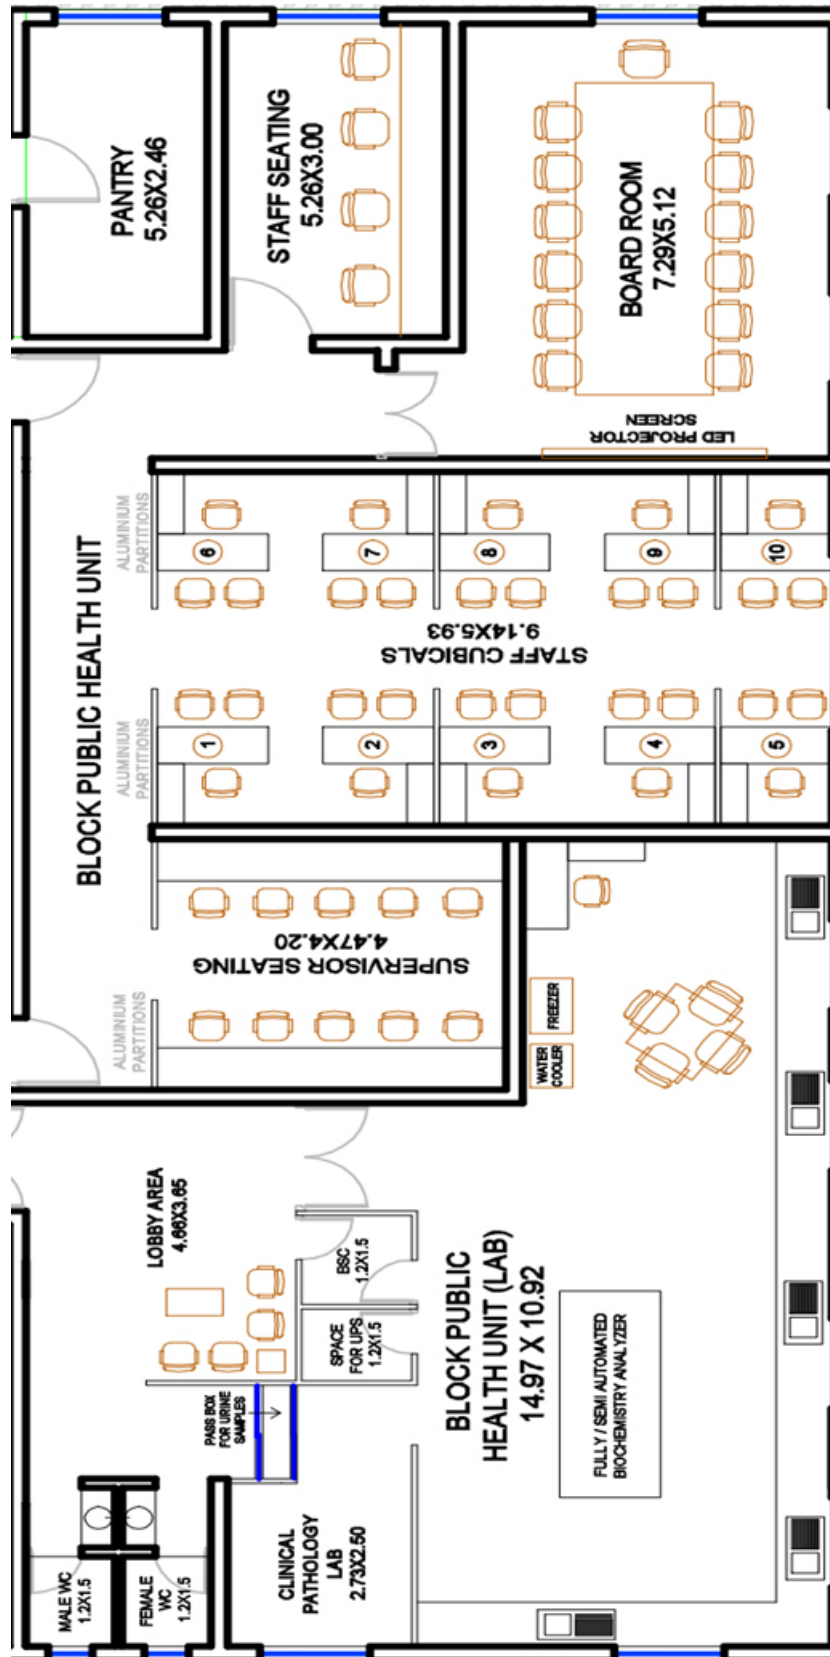 PANTRY
5.26X2.46
STAFF SEATING
5.26X3.00
BOARD ROOM
7.29X5.12
LED PROJECTOR
SCREEN
BLOCK PUBLIC HEALTH UNIT
ALUMINIUM
PARTITIONS
6
7
8
9
10
STAFF CUBICALS
9.14X5.93
ALUMINIUM
PARTITIONS
1
2
3
4
5
SUPERVISOR SEATING
4.47X4.20
ALUMINIUM
PARTITIONS
FREEZER
WATER
COOLER
LOBBY AREA
4.66X3.65
BSC
1.2X1.5
SPACE
FOR UPS
1.2X1.5
BLOCK PUBLIC
HEALTH UNIT (LAB)
14.97 X 10.92
FULLY / SEMI AUTOMATED
BIOCHEMISTRY ANALYZER
PASS BOX
FOR URINE
SAMPLES
CLINICAL
PATHOLOGY
LAB
2.73X2.50
MALE WC
1.2X1.5
FEMALE
WC
1.2X1.5